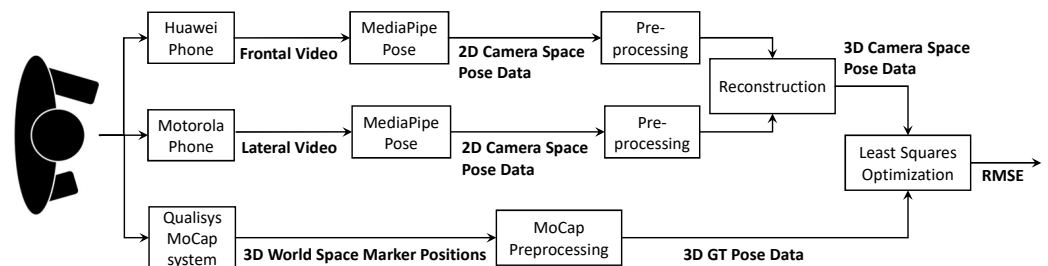 Huawei
Phone
Frontal Video
MediaPipe
Pose
2D Camera Space
Pose Data
Pre-
processing
Reconstruction
3D Camera Space
Pose Data
Motorola
Phone
Lateral Video
MediaPipe
Pose
2D Camera Space
Pose Data
Pre-
processing
Least Squares
Optimization
RMSE
Qualisys
MoCap
system
3D World Space Marker Positions
MoCap
Preprocessing
3D GT Pose Data